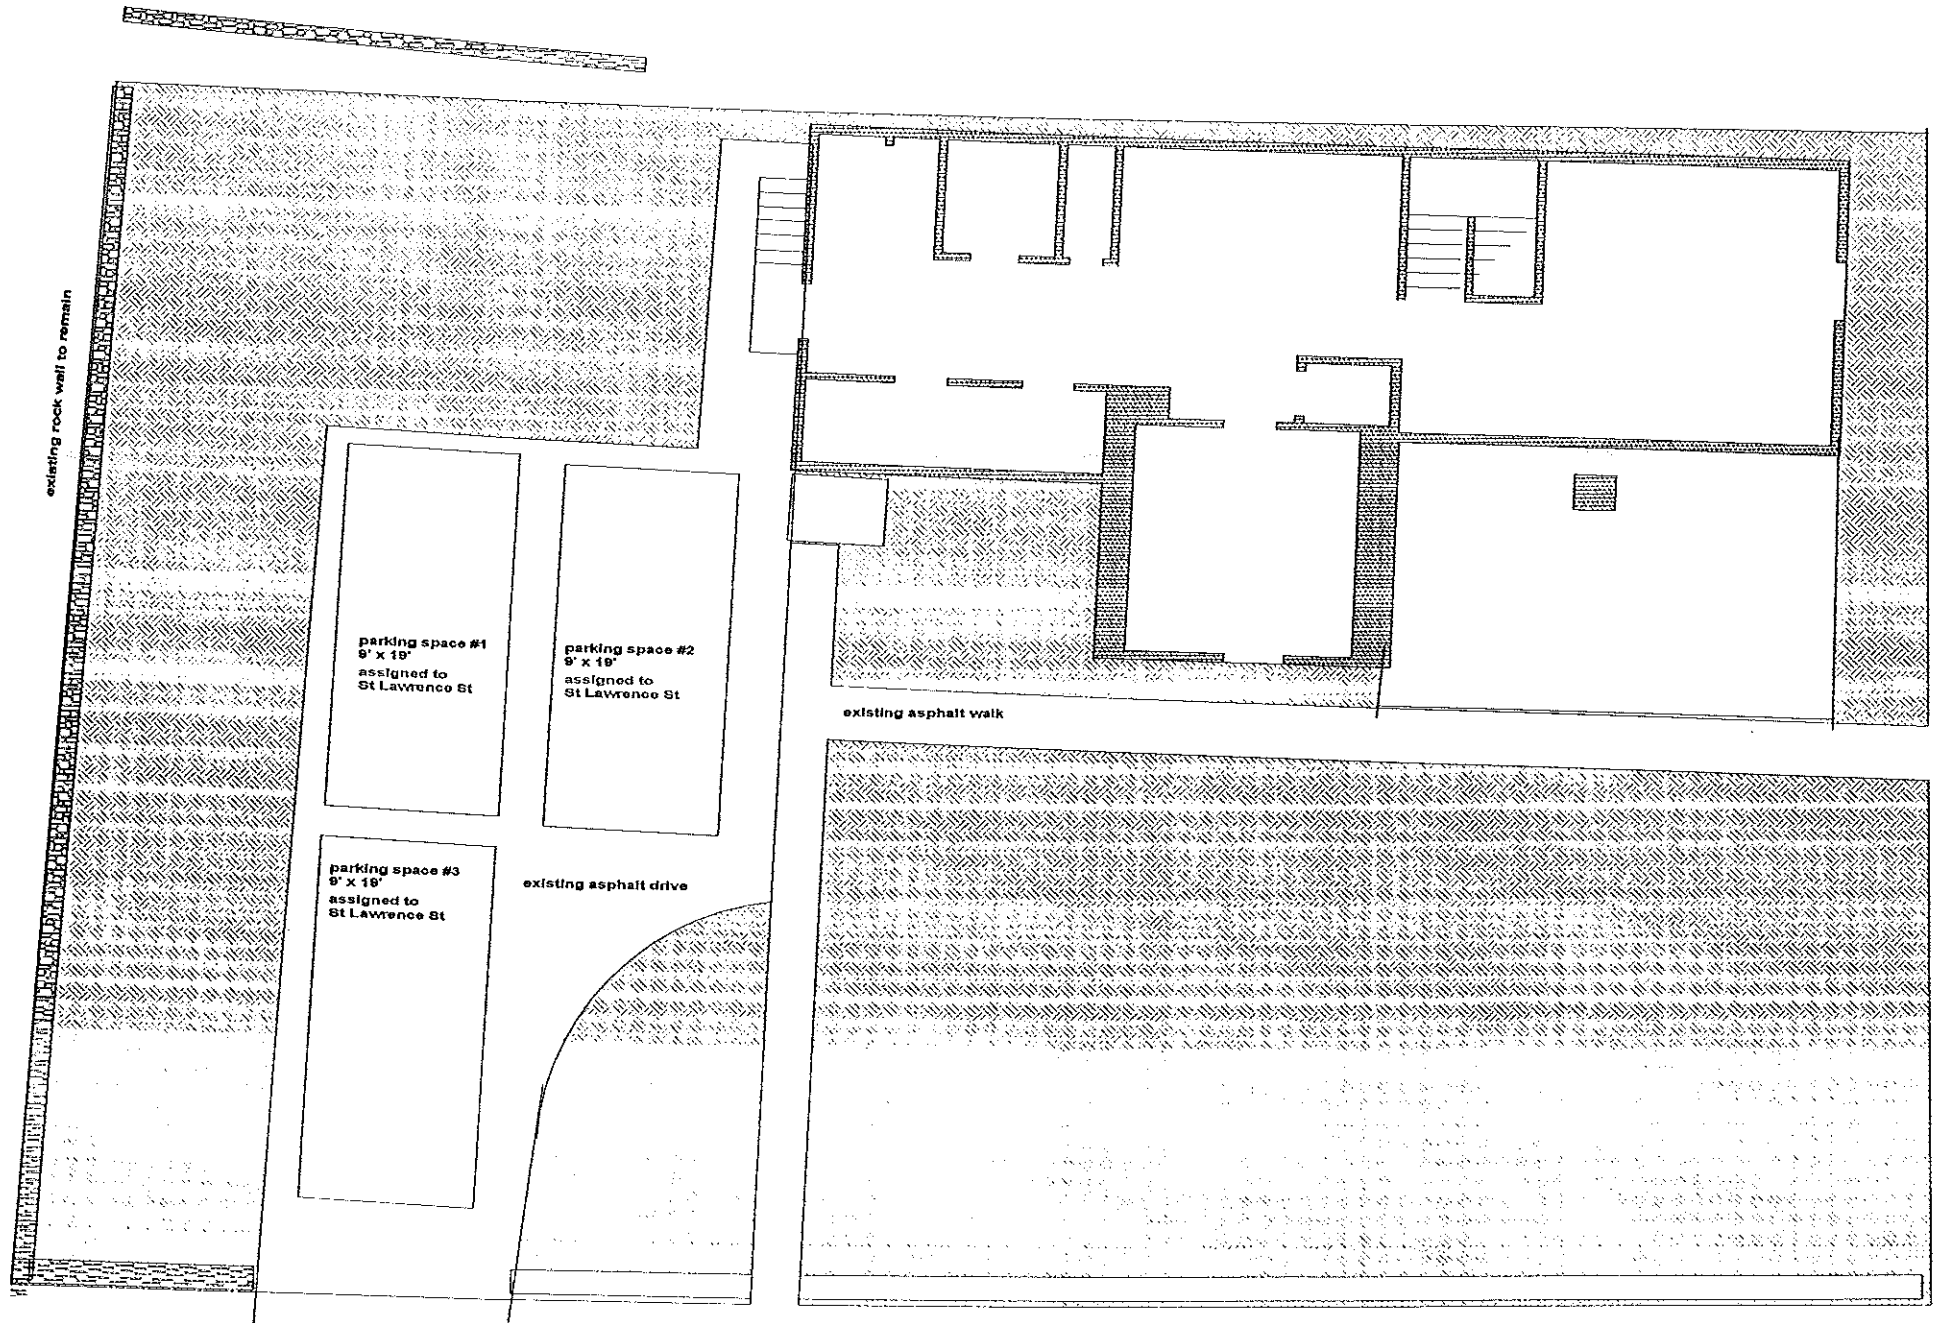 existing rock wall to remain
parking space #1
9' x 19'
assigned to
St Lawrence St
parking space #2
9' x 19'
assigned to
St Lawrence St
existing asphalt walk
parking space #3
9' x 19'
assigned to
St Lawrence St
existing asphalt drive